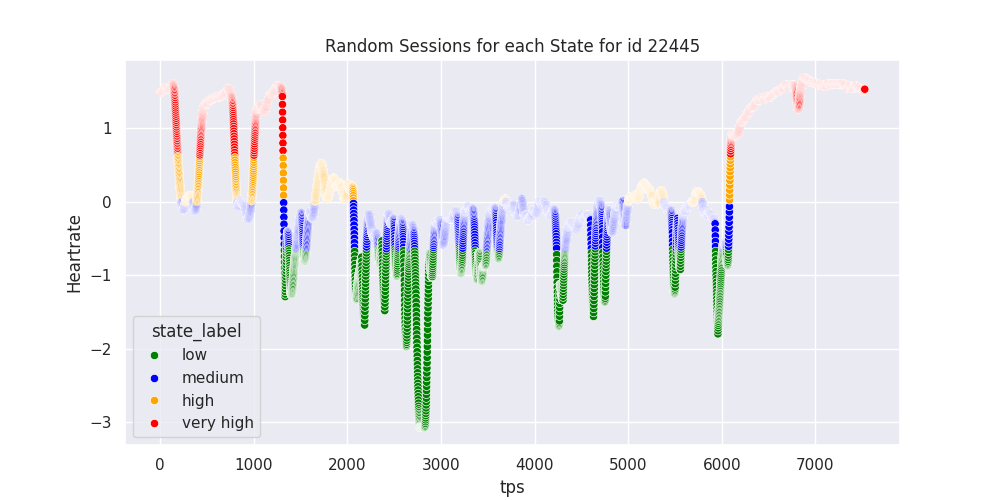 Random Sessions for each State for id 22445
Heartrate
1
0
−1
−2
−3
state_label
low
medium
high
very high
0 1000 2000 3000 4000 5000 6000 7000
tps